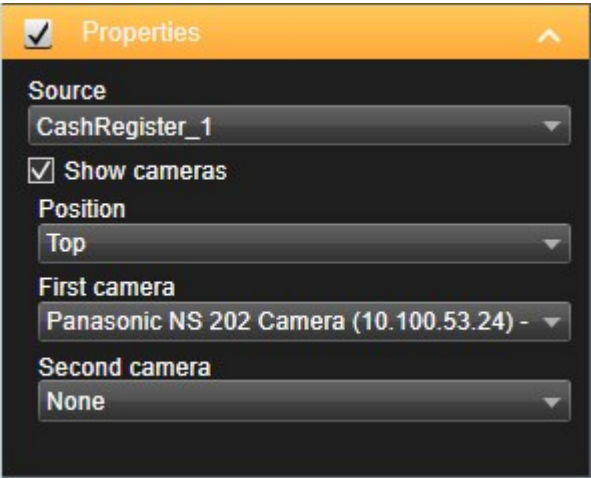 Properties
Source
CashRegister_1
Show cameras
Position
Top
First camera
Panasonic NS 202 Camera (10.100.53.24) -
Second camera
None